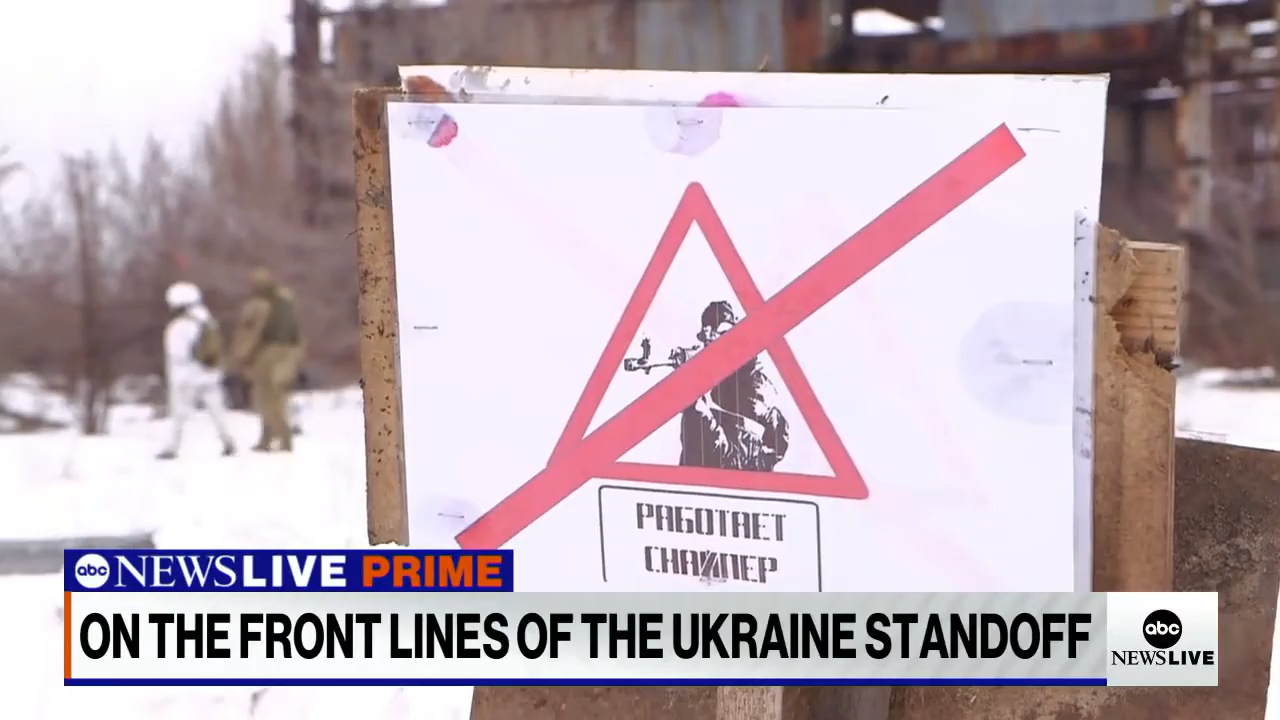 РАБОТАЕТ
СНАЙПЕР
abc NEWS LIVE PRIME
ON THE FRONT LINES OF THE UKRAINE STANDOFF
abc
NEWS LIVE